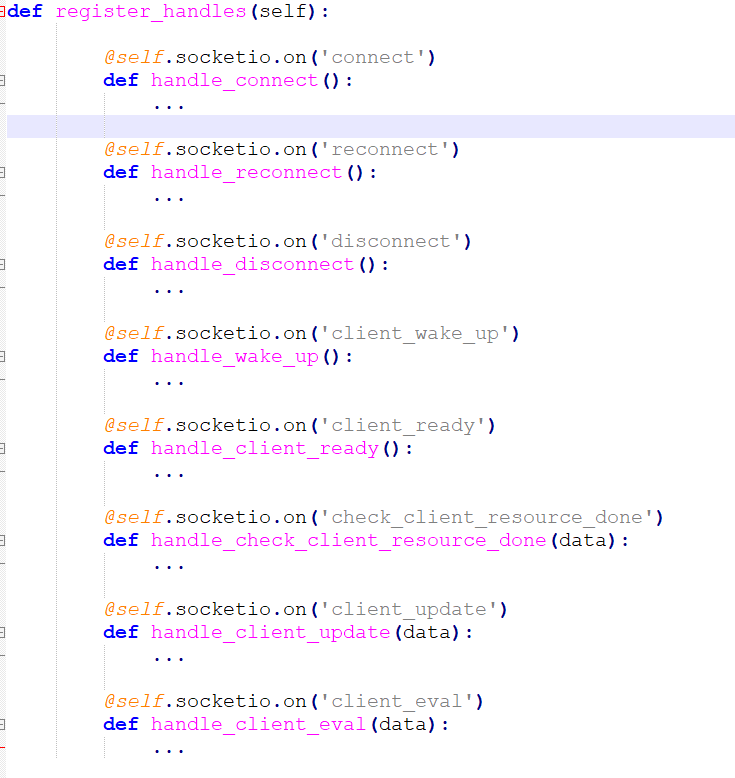 def register_handles(self):
@self.socketio.on('connect')
def handle_connect():
...
@self.socketio.on('reconnect')
def handle_reconnect():
...
@self.socketio.on('disconnect')
def handle_disconnect():
...
@self.socketio.on('client_wake_up')
def handle_wake_up():
...
@self.socketio.on('client_ready')
def handle_client_ready():
...
@self.socketio.on('check_client_resource_done')
def handle_check_client_resource_done(data):
...
@self.socketio.on('client_update')
def handle_client_update(data):
...
@self.socketio.on('client_eval')
def handle_client_eval(data):
...